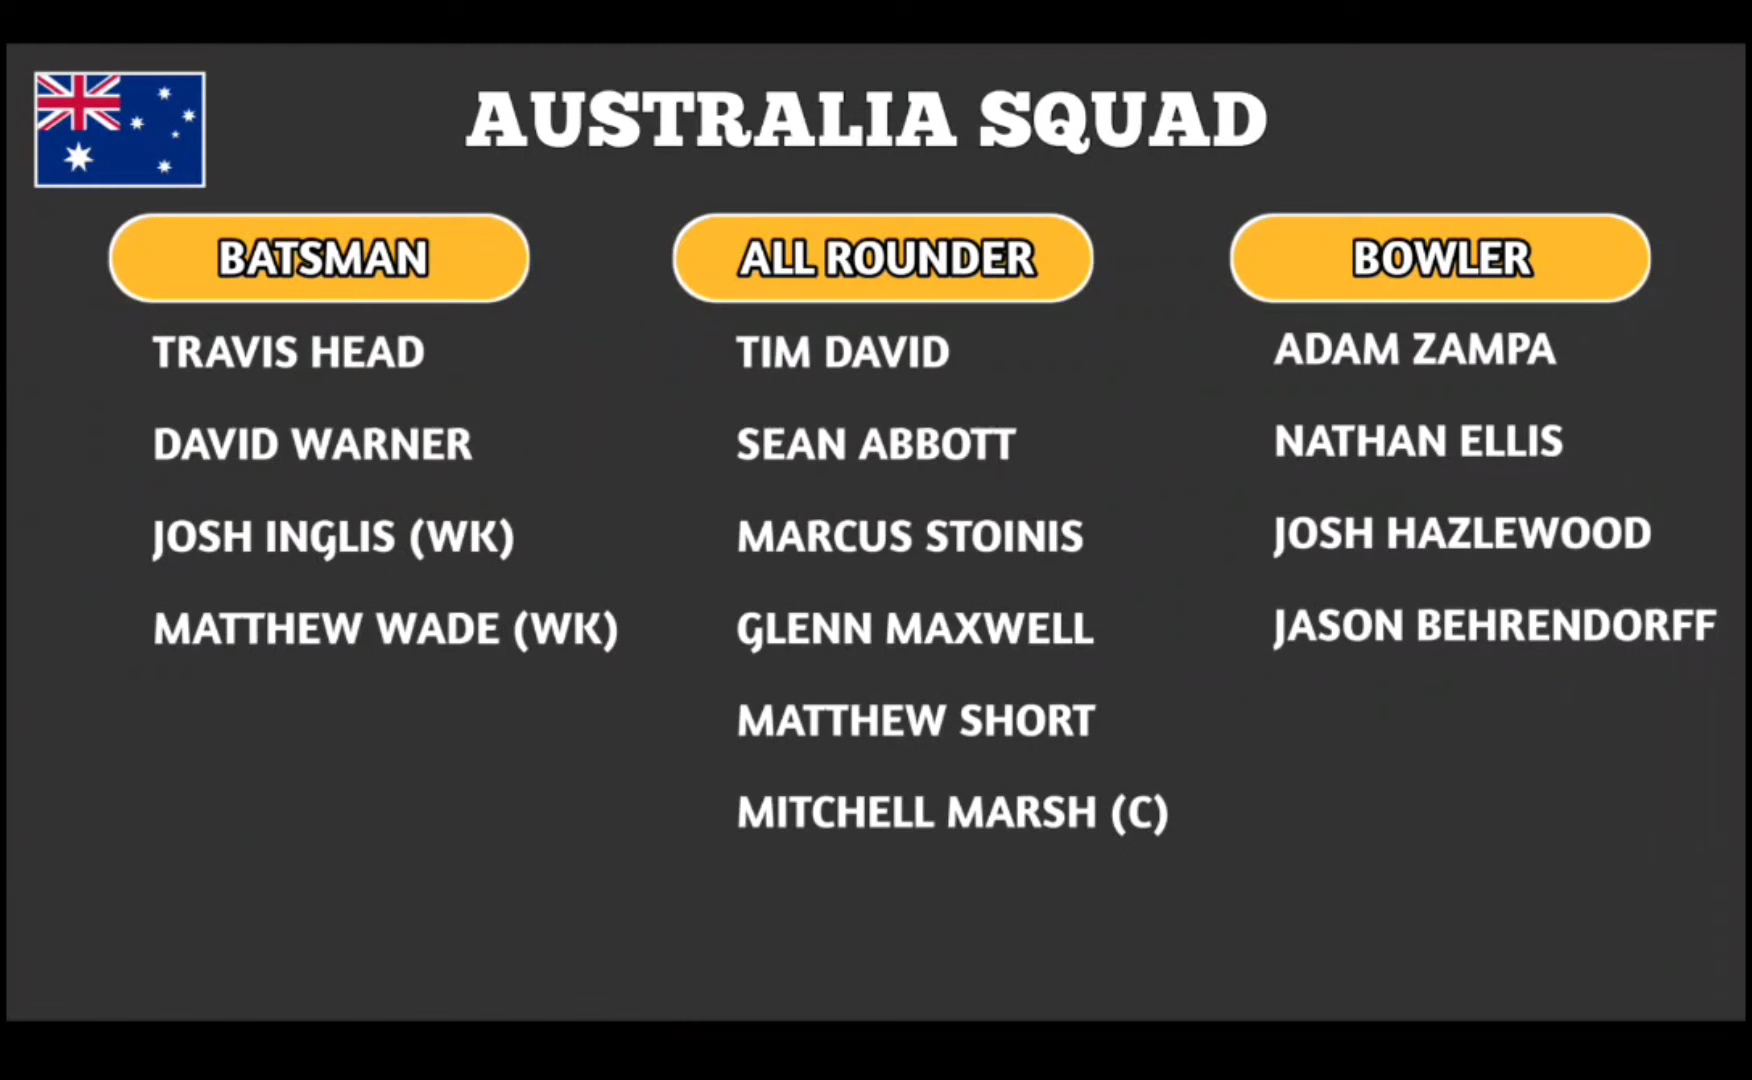 AUSTRALIA SQUAD
BATSMAN
TRAVIS HEAD
DAVID WARNER
JOSH INGLIS (WK)
MATTHEW WADE (WK)
ALL ROUNDER
TIM DAVID
SEAN ABBOTT
MARCUS STOINIS
GLENN MAXWELL
MATTHEW SHORT
MITCHELL MARSH (C)
BOWLER
ADAM ZAMPA
NATHAN ELLIS
JOSH HAZLEWOOD
JASON BEHRENDORFF